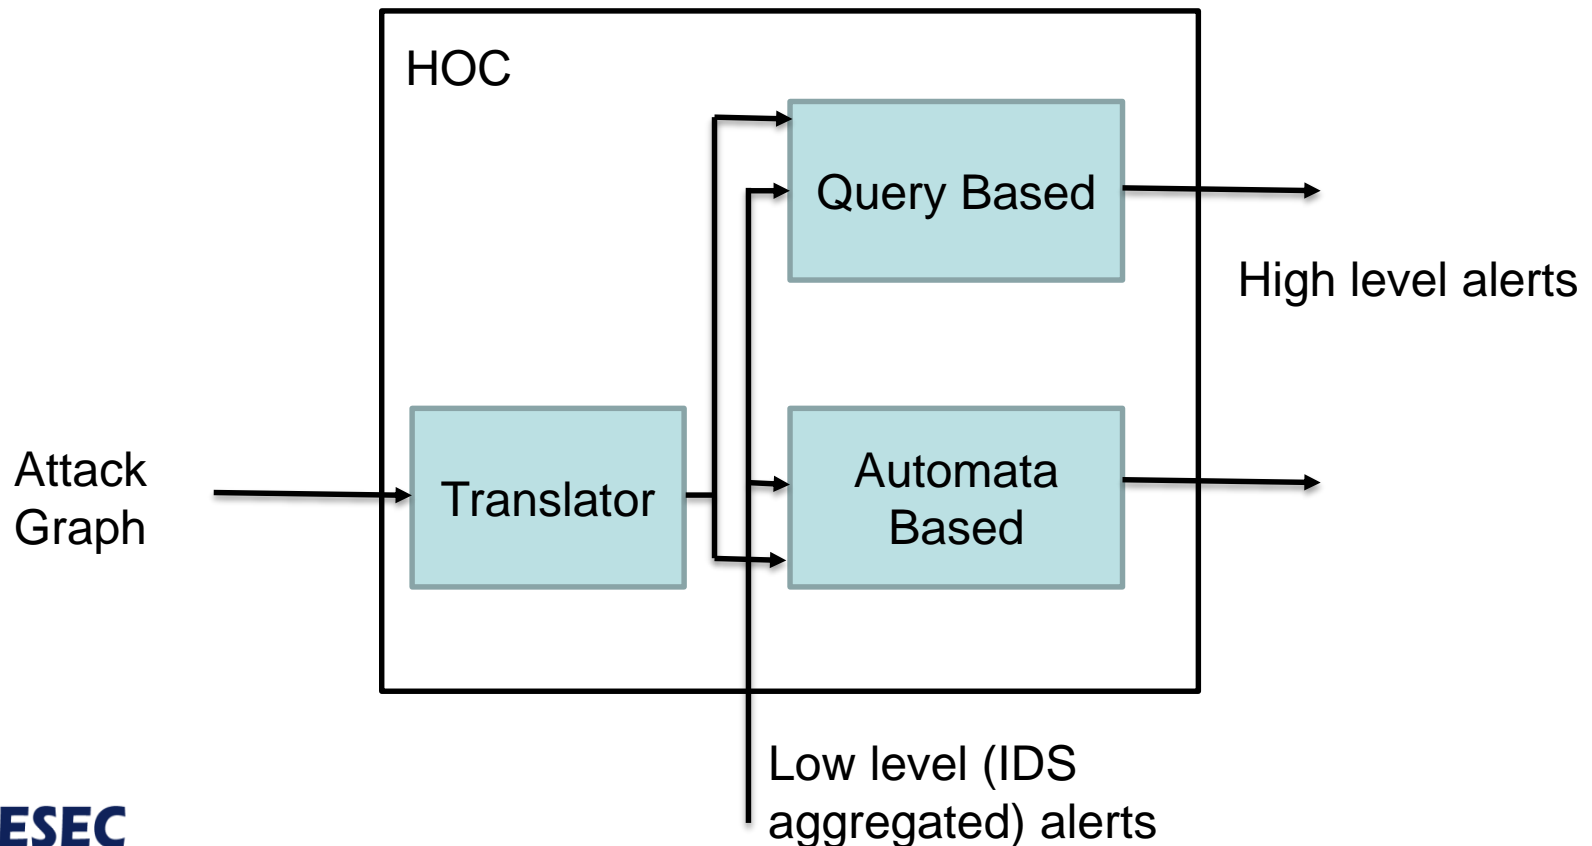 HOC
Query Based
High level alerts
Attack
Graph
Translator
Automata
Based
Low level (IDS
aggregated) alerts
ESEC